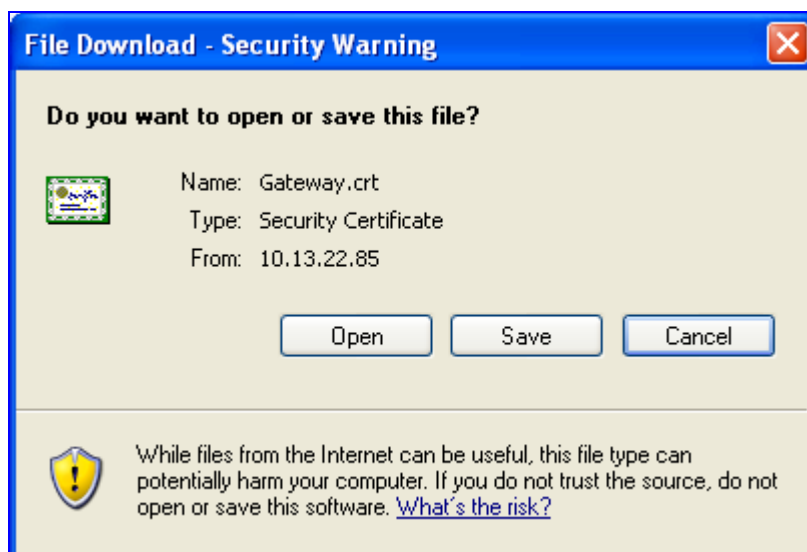 File Download - Security Warning
Do you want to open or save this file?
Name: Gateway.crt
Type: Security Certificate
From: 10.13.22.85
Open Save Cancel
While files from the Internet can be useful, this file type can
potentially harm your computer. If you do not trust the source, do not
open or save this software. What's the risk?